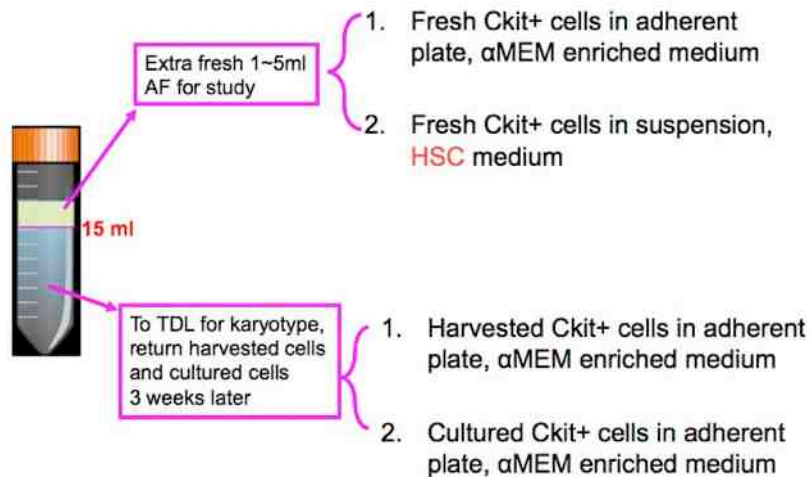 Extra fresh 1~5ml
AF for study
1. Fresh Ckit+ cells in adherent
plate, αMEM enriched medium
2. Fresh Ckit+ cells in suspension,
HSC medium
15 ml
To TDL for karyotype,
return harvested cells
and cultured cells
3 weeks later
1. Harvested Ckit+ cells in adherent
plate, αMEM enriched medium
2. Cultured Ckit+ cells in adherent
plate, αMEM enriched medium